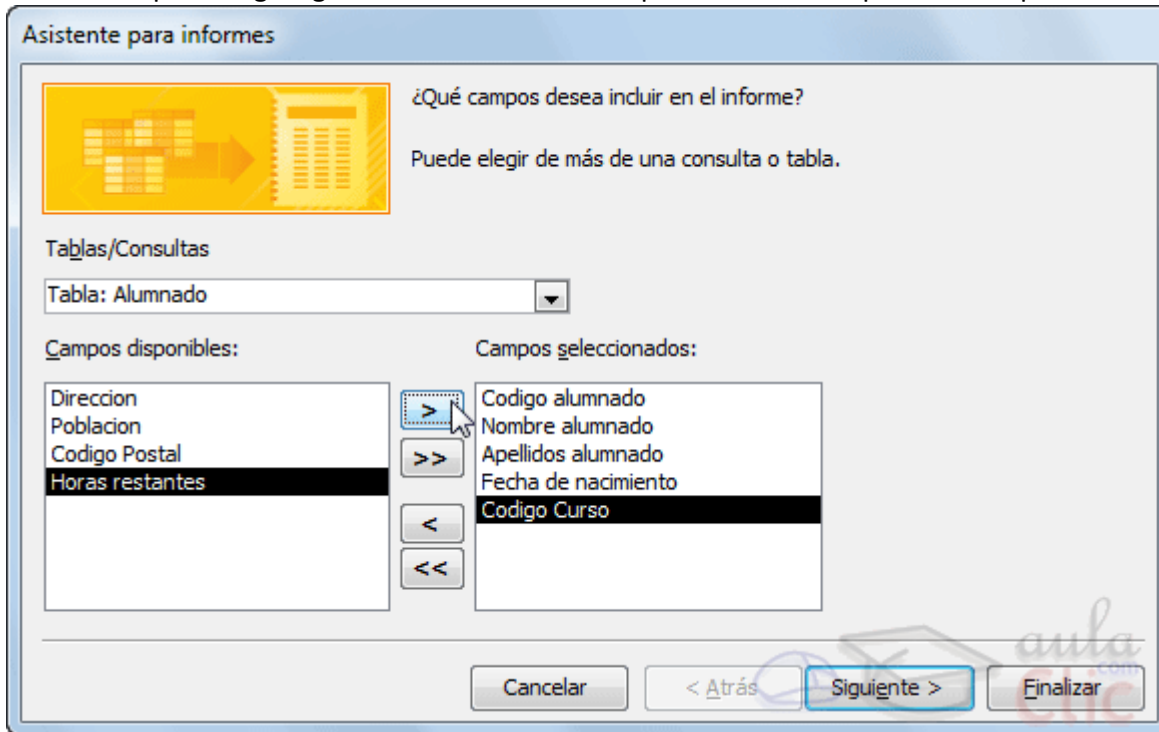 Asistente para informes
¿Qué campos desea incluir en el informe?
Puede elegir de más de una consulta o tabla.
Tablas/Consultas
Tabla: Alumnado
Campos disponibles:
Campos seleccionados:
Direccion
Poblacion
Codigo Postal
Horas restantes
>
>>
<
<<
Codigo alumnado
Nombre alumnado
Apellidos alumnado
Fecha de nacimiento
Codigo Curso
Cancelar
< Atrás
Siguiente >
Finalizar
aula
Clic
.com